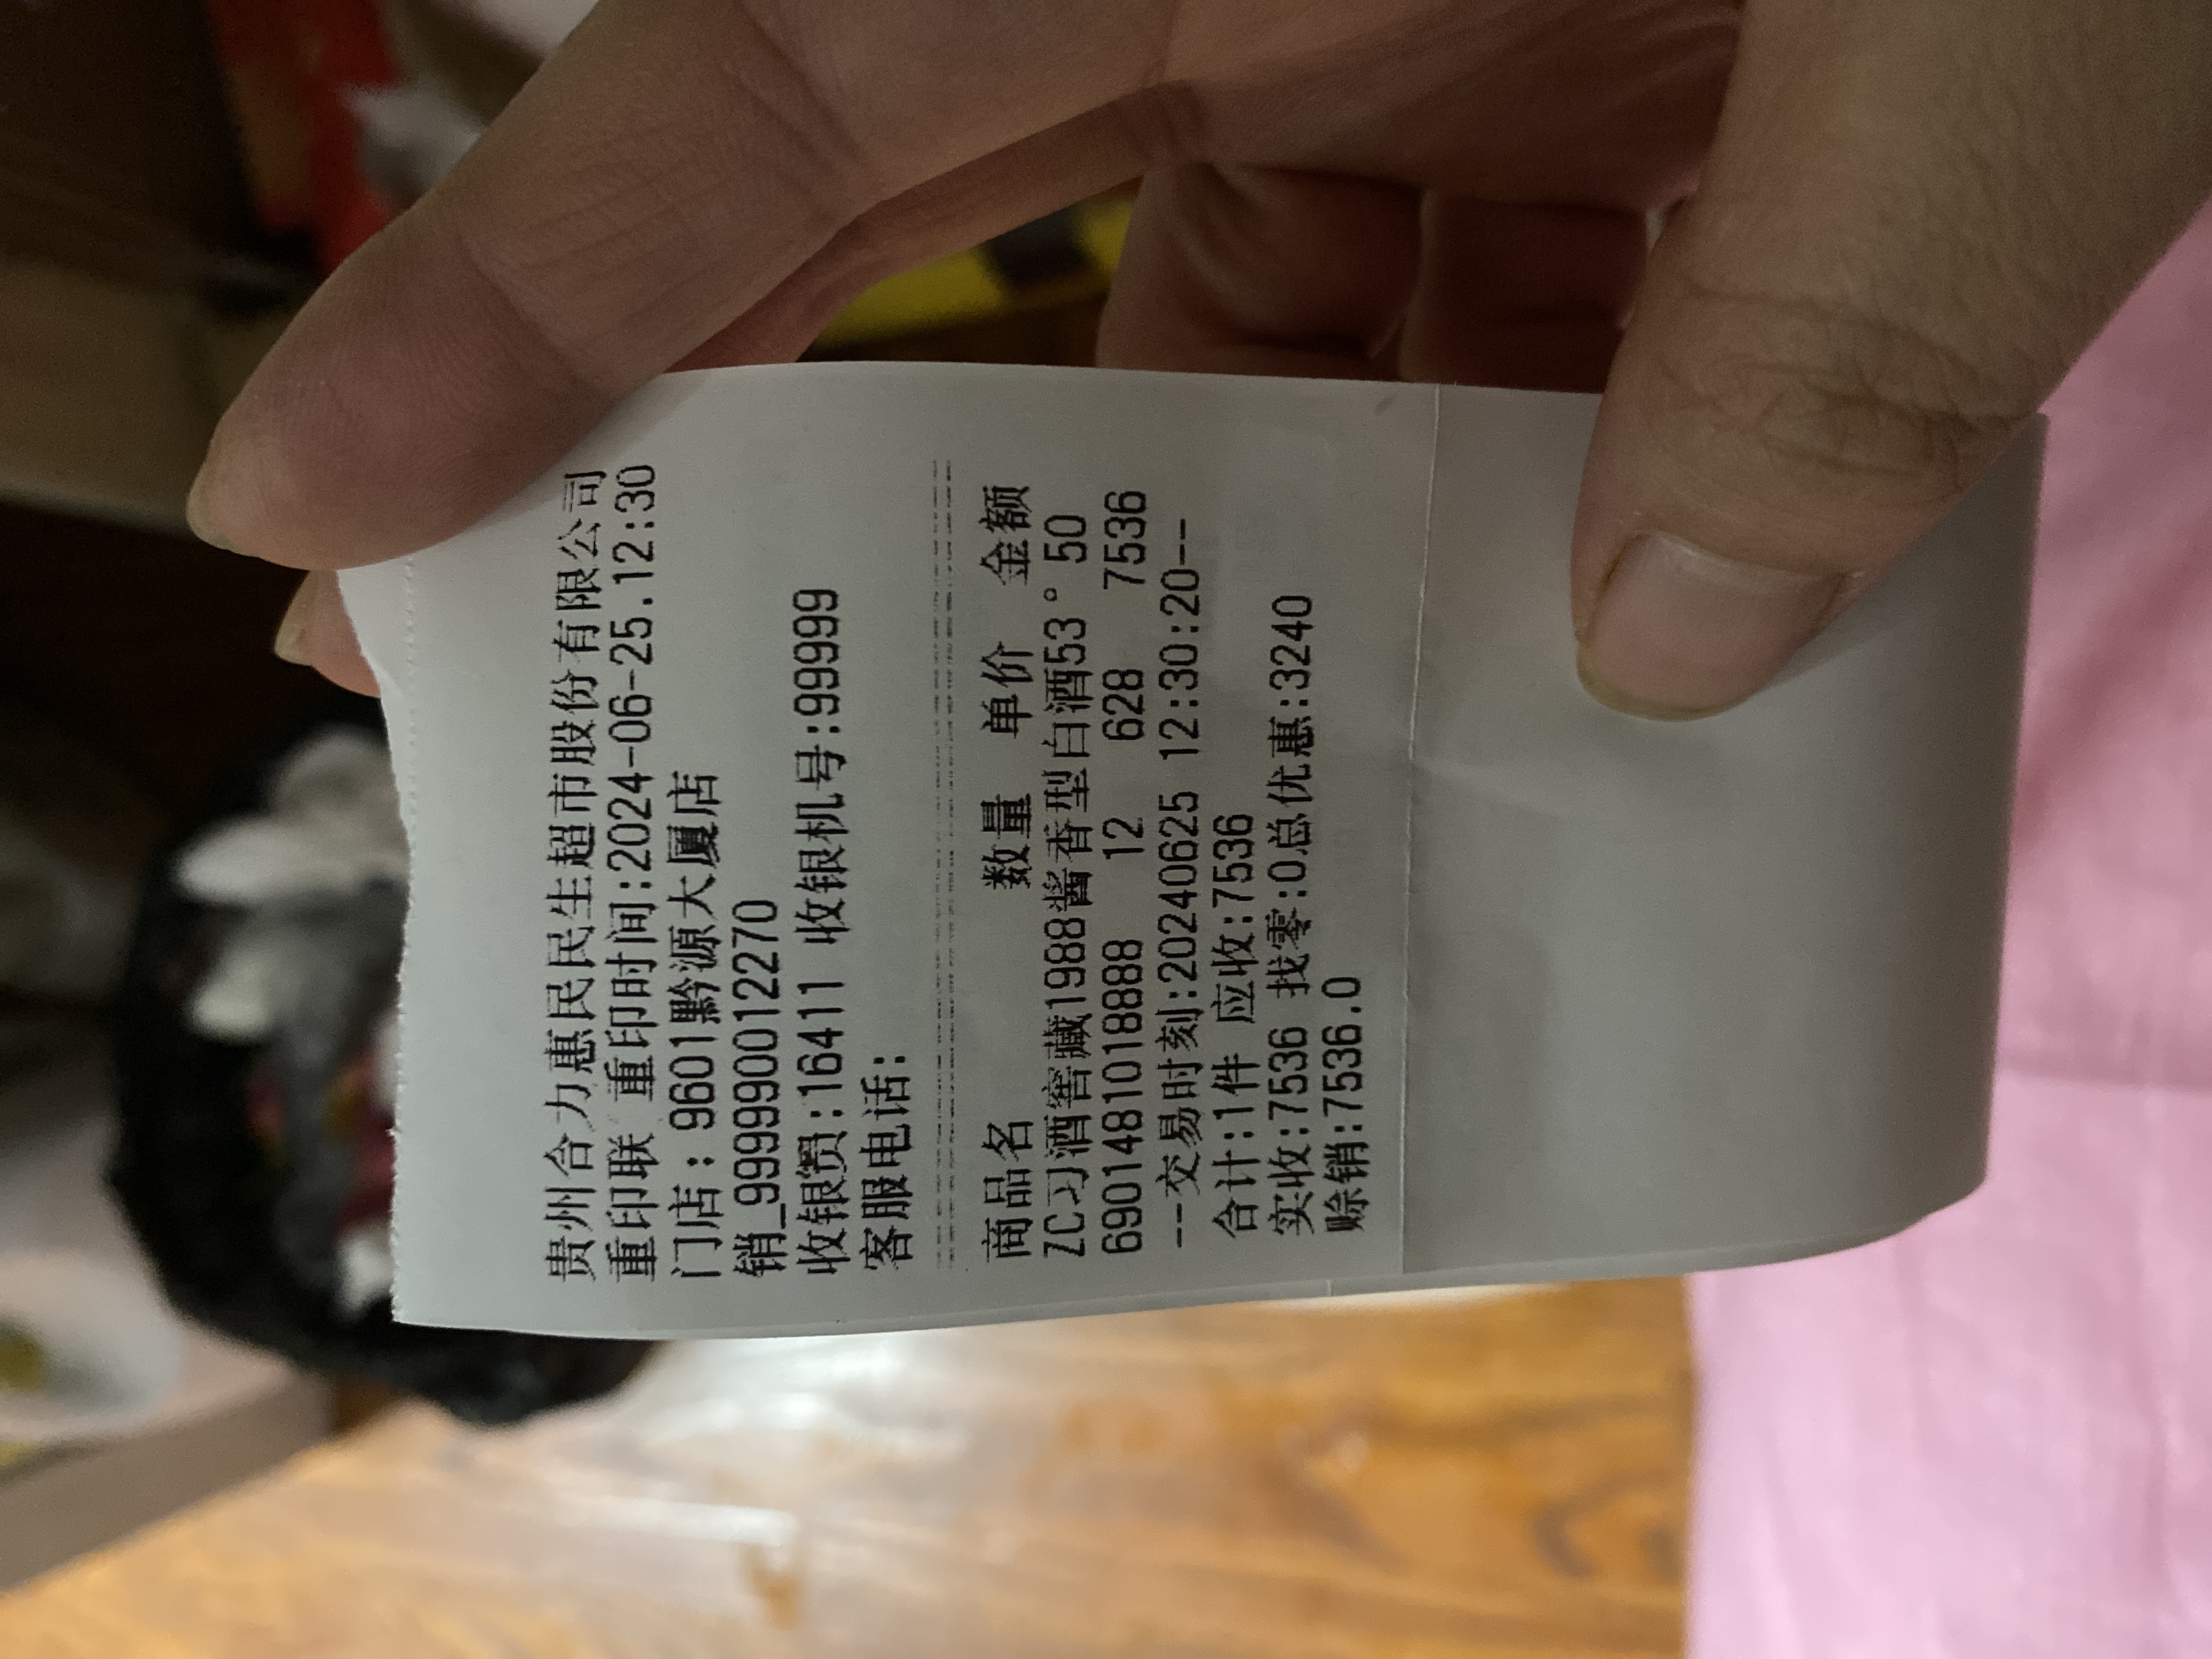 贵州合力惠民民生超市股份有限公司
重印联 重印时间:2024-06-25.12:30
门店: 9601黔源大厦店
销_9999900122​70
收银赟:16411 收银机号:99999
客服电话:
商品名 数量 单价 金额
ZC习酒窖藏1988酱香型白酒53°50
6901481018888 12 628 7536
--交易时刻:20240625 12:30:20--
合计:1件 应收:7536
实收:7536 找零:0总优惠:3240
赊销:7536.0